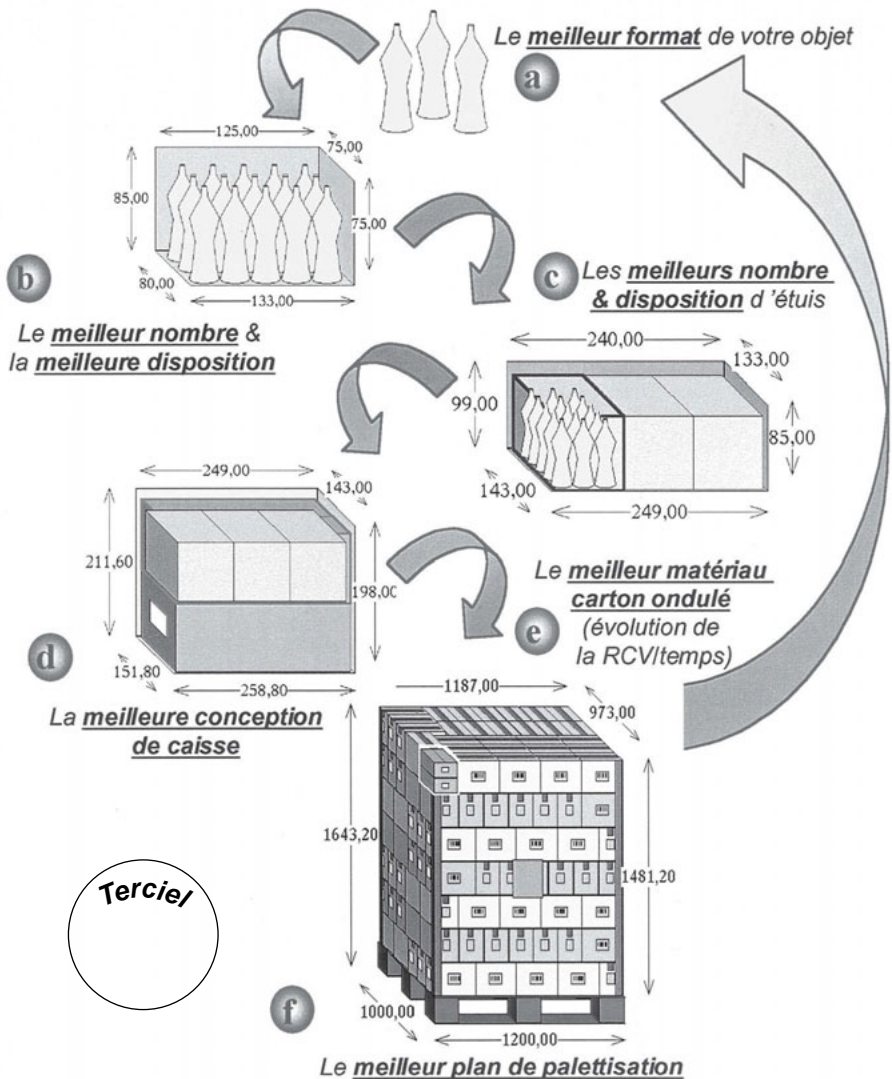 Le meilleur format de votre objet
a
125,00
75,00
85,00
75,00
80,00
133,00
b
Le meilleur nombre &
la meilleure disposition
c
Les meilleurs nombre
& disposition d 'étuis
240,00
133,00
99,00
85,00
143,00
249,00
249,00
143,00
211,60
198,00
151,80
258,80
d
La meilleure conception
de caisse
e
Le meilleur matériau
carton ondulé
(évolution de
la RCV/temps)
1187,00
973,00
1643,20
1481,20
1000,00
1200,00
Terciel
f
Le meilleur plan de palettisation